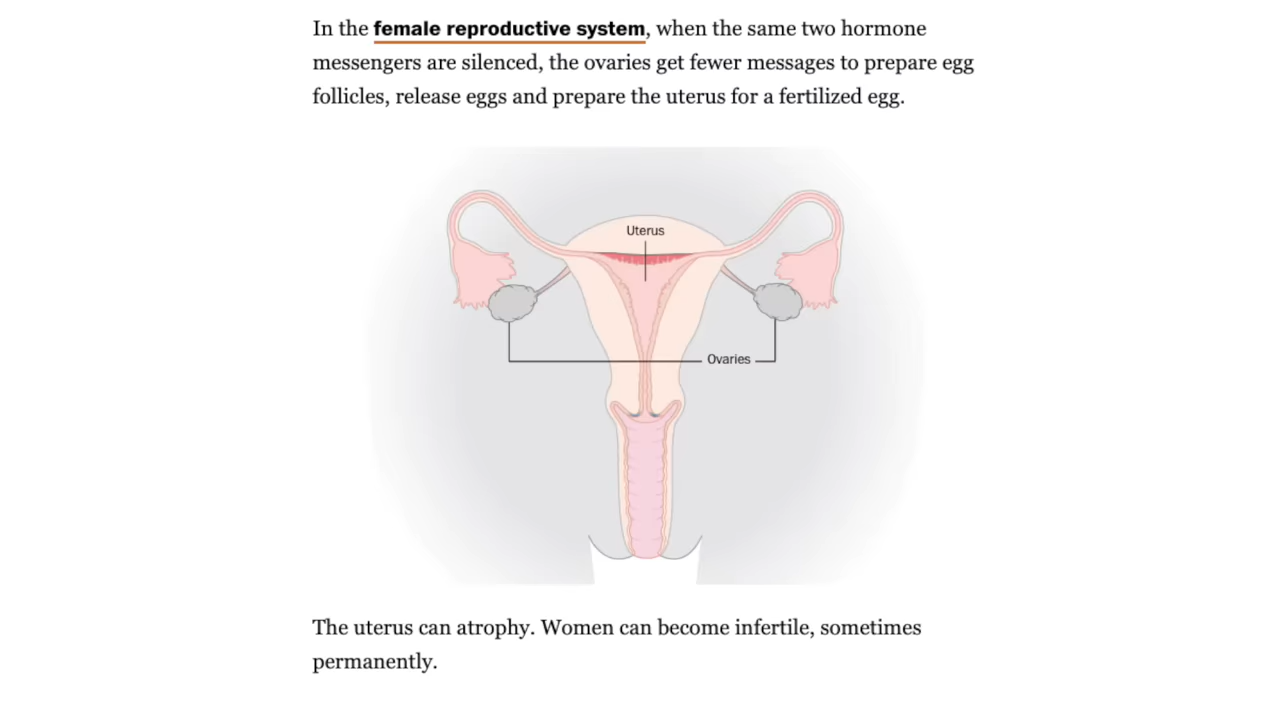 In the female reproductive system, when the same two hormone
messengers are silenced, the ovaries get fewer messages to prepare egg
follicles, release eggs and prepare the uterus for a fertilized egg.
Uterus
Ovaries
The uterus can atrophy. Women can become infertile, sometimes
permanently.